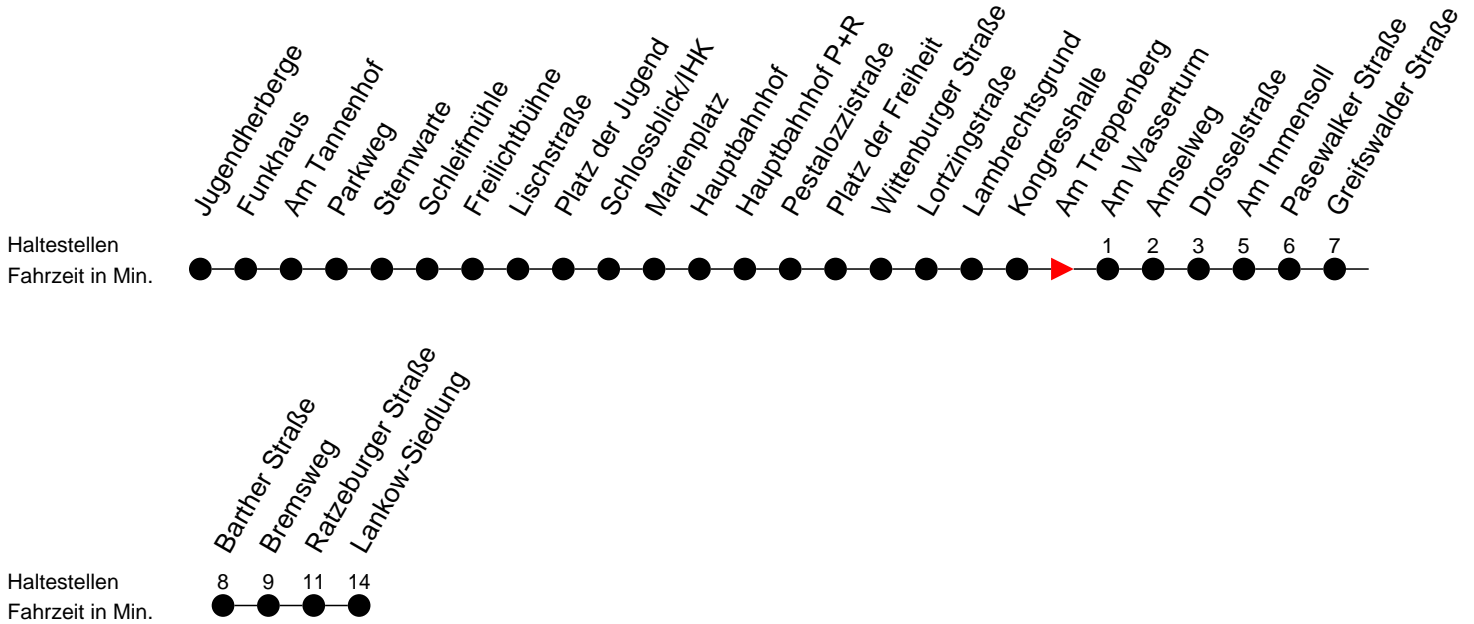 Jugendherberge
Funkhaus
Am Tannenhof
Parkweg
Sternwarte
Schleifmühle
Freilichtbühne
Lischstraße
Platz der Jugend
Schlossblick/IHK
Marienplatz
Hauptbahnhof
Hauptbahnhof P+R
Pestalozzistraße
Platz der Freiheit
Wittenburger Straße
Lortzingstraße
Lambrechtsgrund
Kongresshalle
Am Treppenberg
Am Wasserturm
Amselweg
Drosselstraße
Am Immensoll
Pasewalker Straße
Greifswalder Straße
Haltestellen 1 2 3 5 6 7
Fahrzeit in Min.
Barther Straße
Bremsweg
Ratzeburger Straße
Lankow-Siedlung
Haltestellen 8 9 11 14
Fahrzeit in Min.